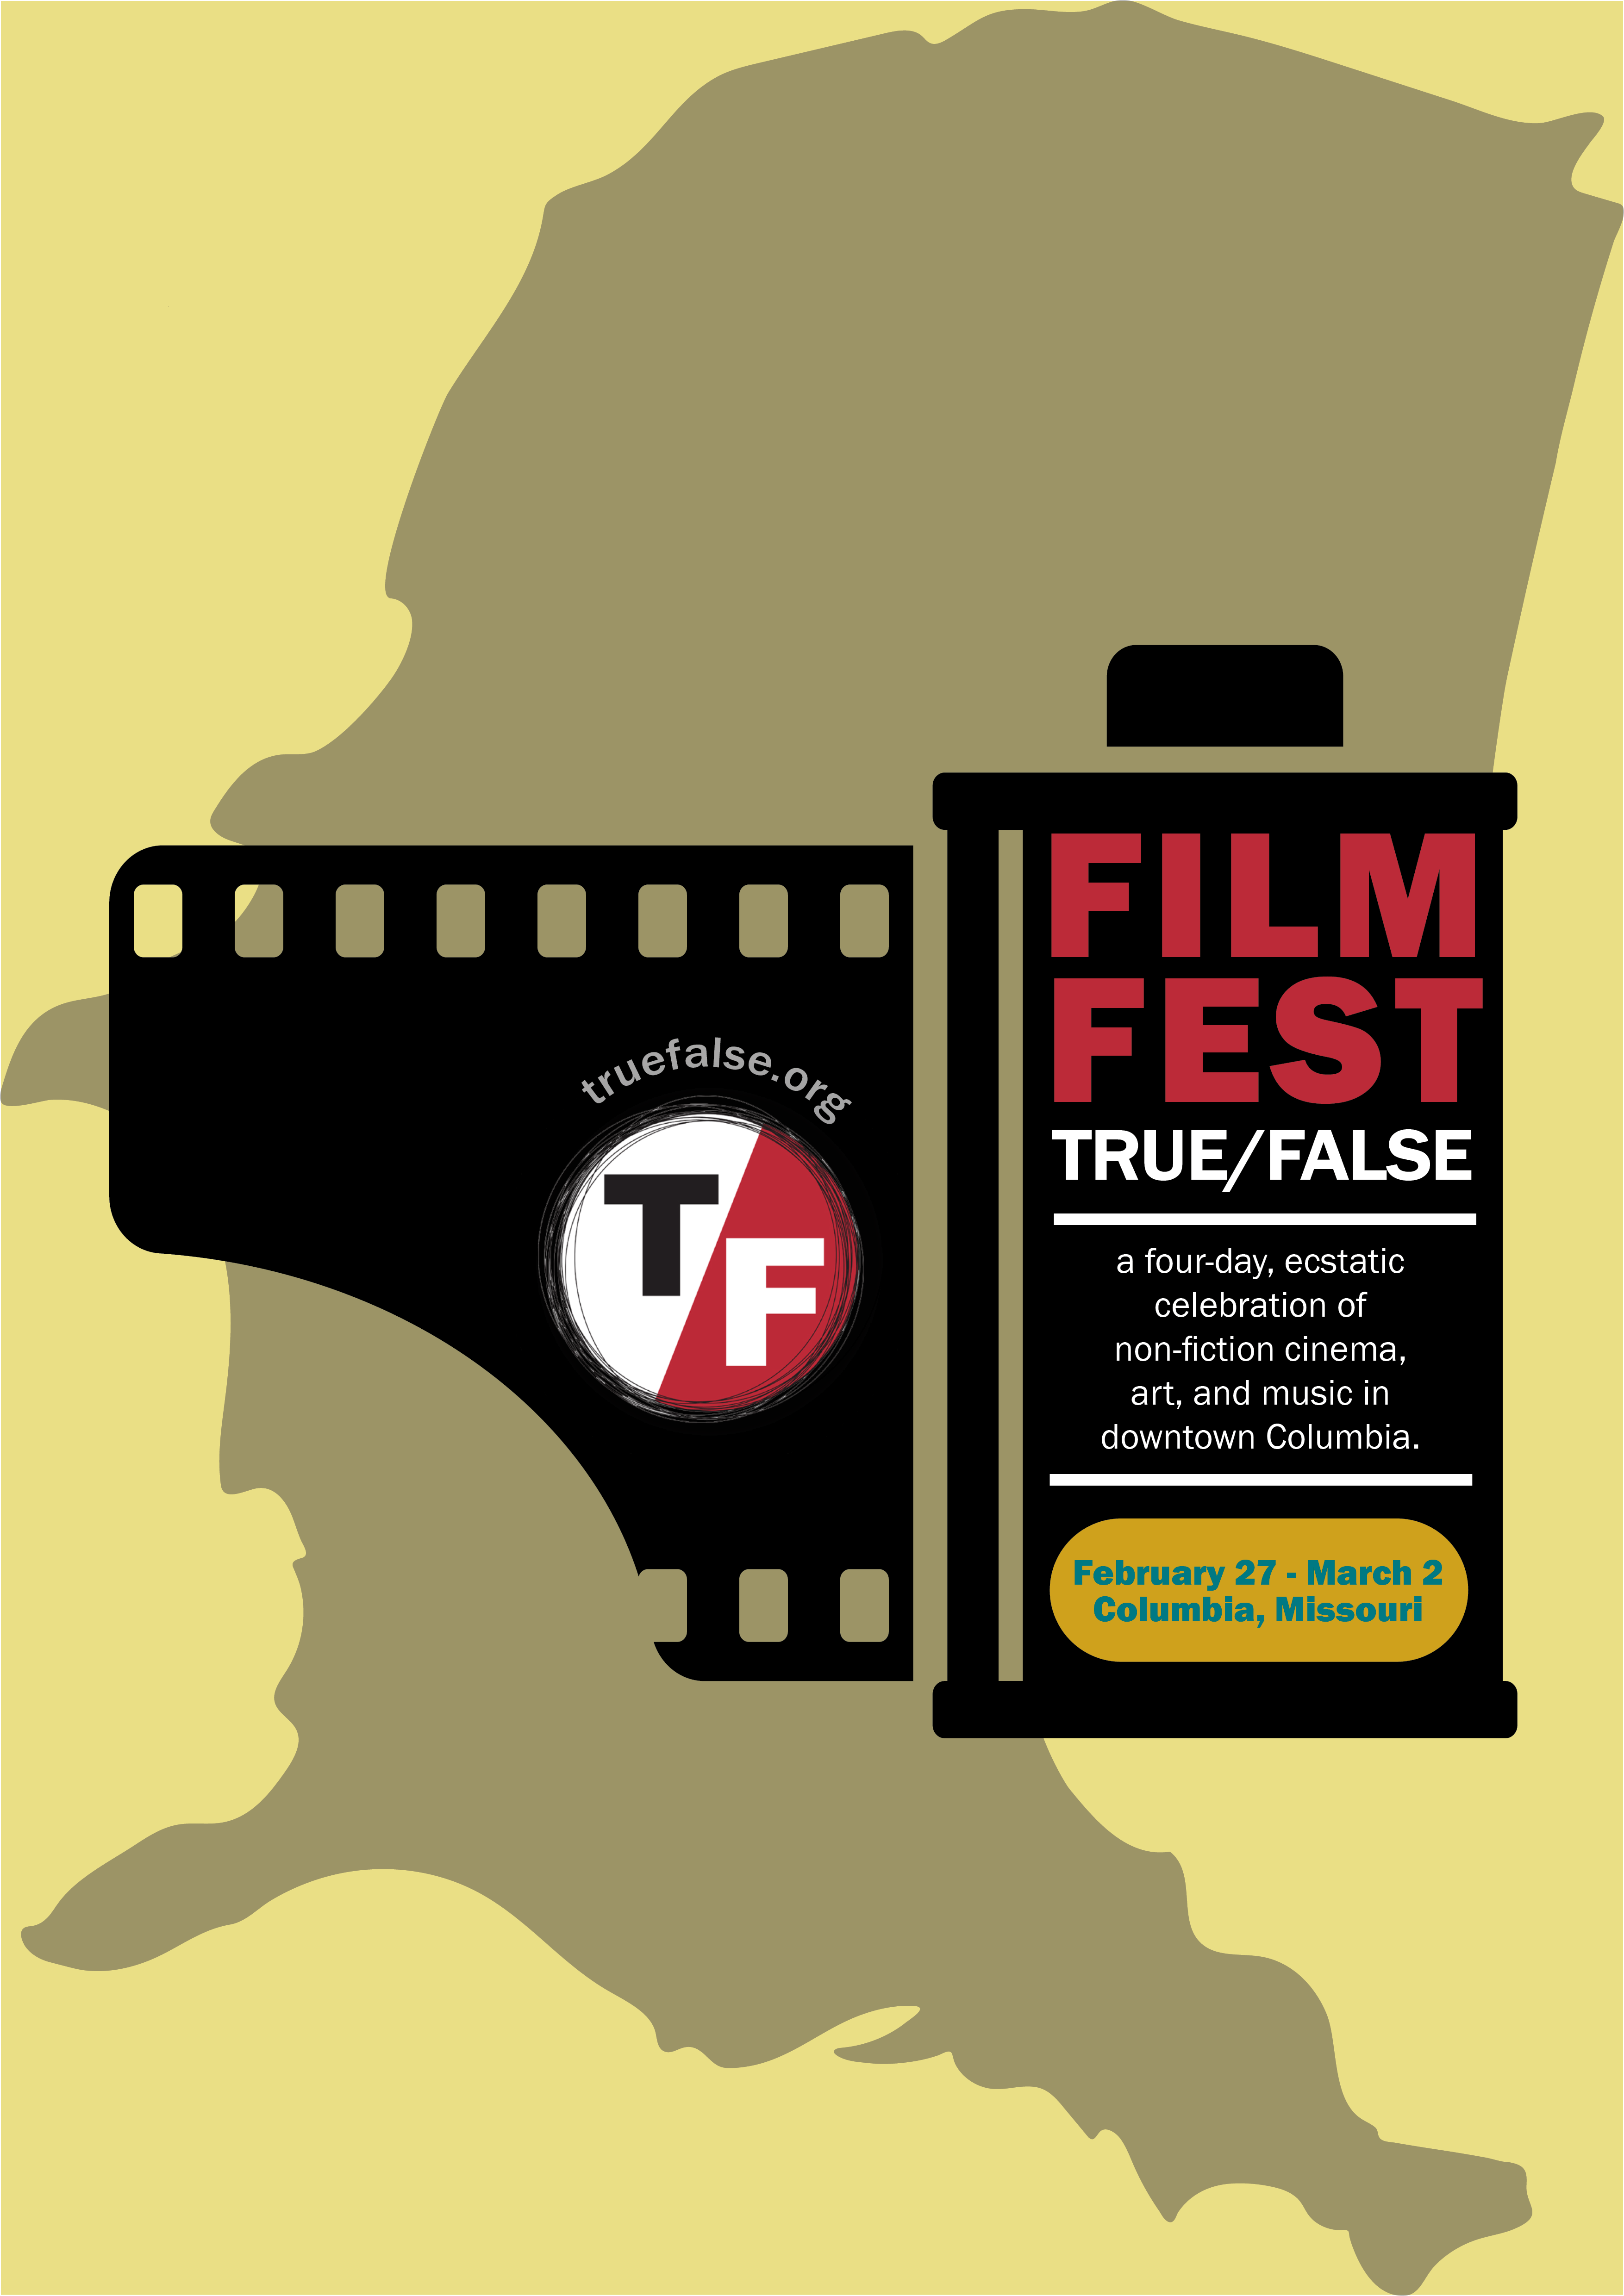 truefalse.org
T
F
FILM
FEST
TRUE/FALSE
a four-day, ecstatic
celebration of
non-fiction cinema,
art, and music in
downtown Columbia.
February 27 - March 2
Columbia, Missouri